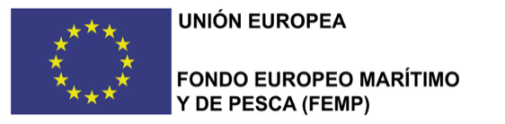 UNIÓN EUROPEA
FONDO EUROPEO MARÍTIMO
Y DE PESCA (FEMP)